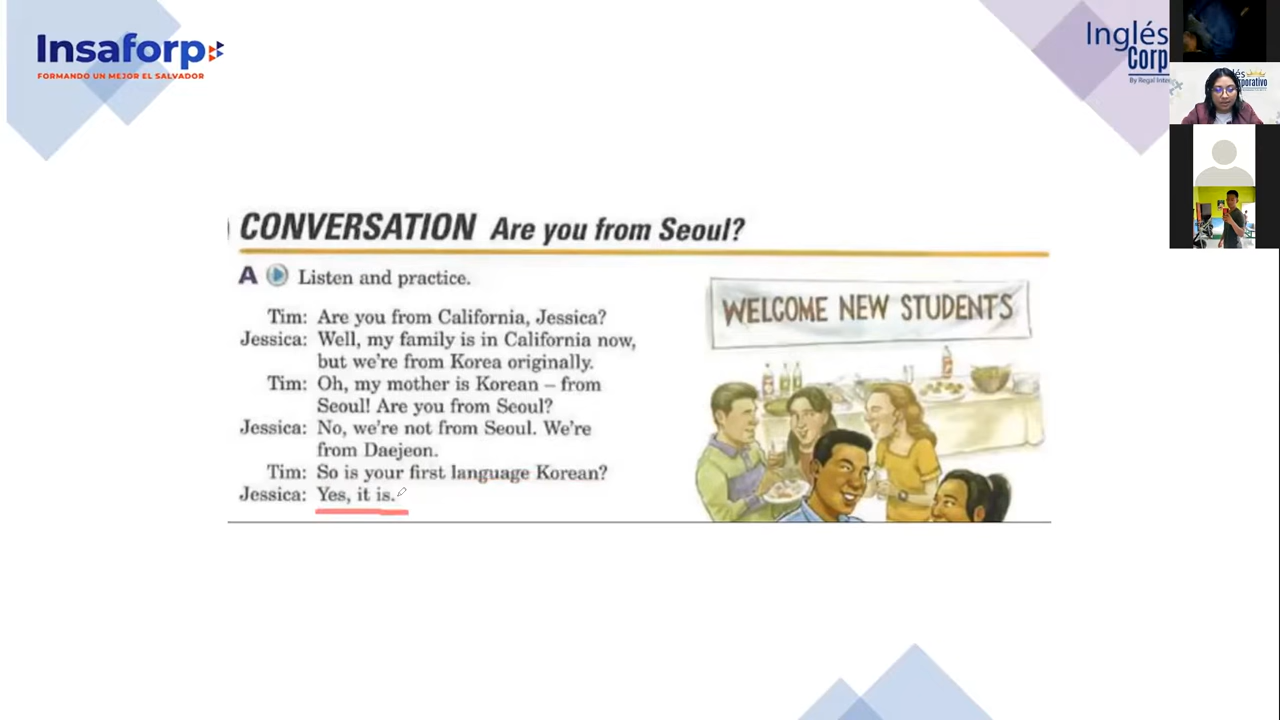 Insaforp
FORMANDO UN MEJOR EL SALVADOR
Inglés
Corp
By Regal Inter
CONVERSATION Are you from Seoul?
A Listen and practice.
Tim: Are you from California, Jessica?
Jessica: Well, my family is in California now,
but we're from Korea originally.
Tim: Oh, my mother is Korean – from
Seoul! Are you from Seoul?
Jessica: No, we're not from Seoul. We're
from Daejeon.
Tim: So is your first language Korean?
Jessica: Yes, it is.
WELCOME NEW STUDENTS